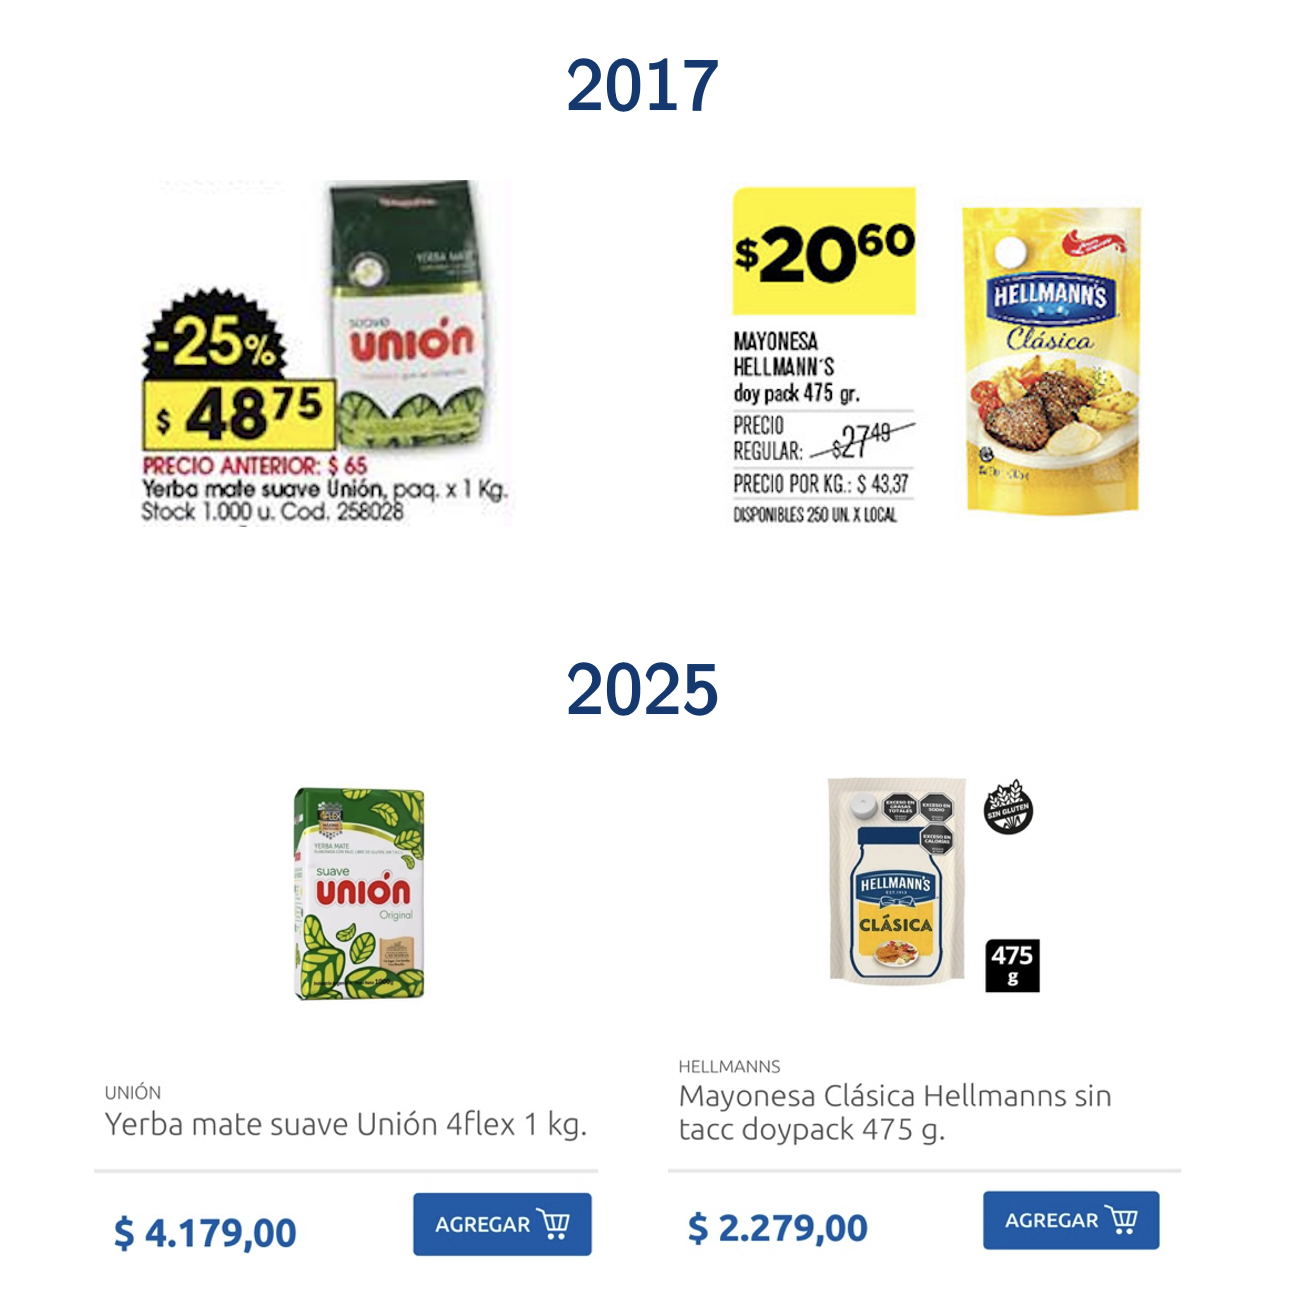 2017
-25%
$ 48 75
PRECIO ANTERIOR: $ 65
Yerba mate suave Unión, paq. x 1 Kg.
Stock 1.000 u. Cod. 258028
YERBA MATE
suave
unión
$20 60
MAYONESA
HELLMANN´S
doy pack 475 gr.
PRECIO
REGULAR: $27 49
PRECIO POR KG.: $ 43,37
DISPONIBLES 250 UN. X LOCAL
HELLMANN'S
Clásica
2025
4FLEX
YERBA MATE
suave
unión
Original
1000g
UNIÓN
Yerba mate suave Unión 4flex 1 kg.
$ 4.179,00
AGREGAR
EXCESO EN
GRASAS
TOTALES
EXCESO EN
SODIO
EXCESO EN
CALORÍAS
HELLMANN'S
CLÁSICA
SIN GLUTEN
475
g
HELLMANNS
Mayonesa Clásica Hellmanns sin
tacc doypack 475 g.
$ 2.279,00
AGREGAR